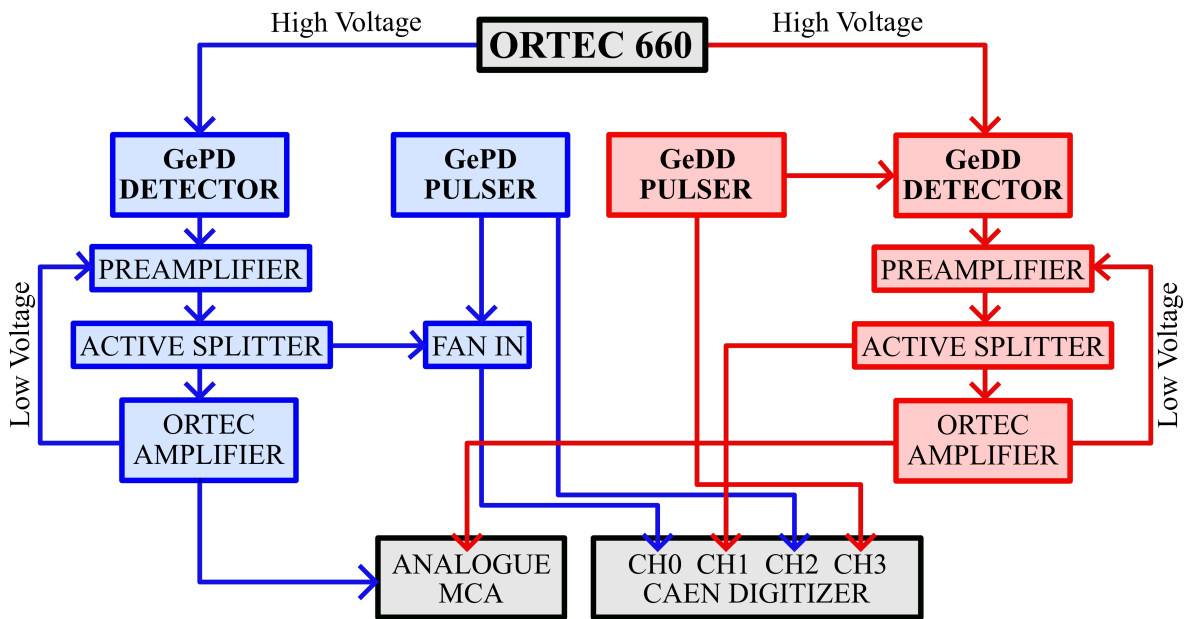 High Voltage
ORTEC 660
High Voltage
GePD
DETECTOR
GePD
PULSER
GeDD
PULSER
GeDD
DETECTOR
PREAMPLIFIER
PREAMPLIFIER
Low Voltage
ACTIVE SPLITTER
FAN IN
ACTIVE SPLITTER
Low Voltage
ORTEC
AMPLIFIER
ORTEC
AMPLIFIER
ANALOGUE
MCA
CH0 CH1 CH2 CH3
CAEN DIGITIZER